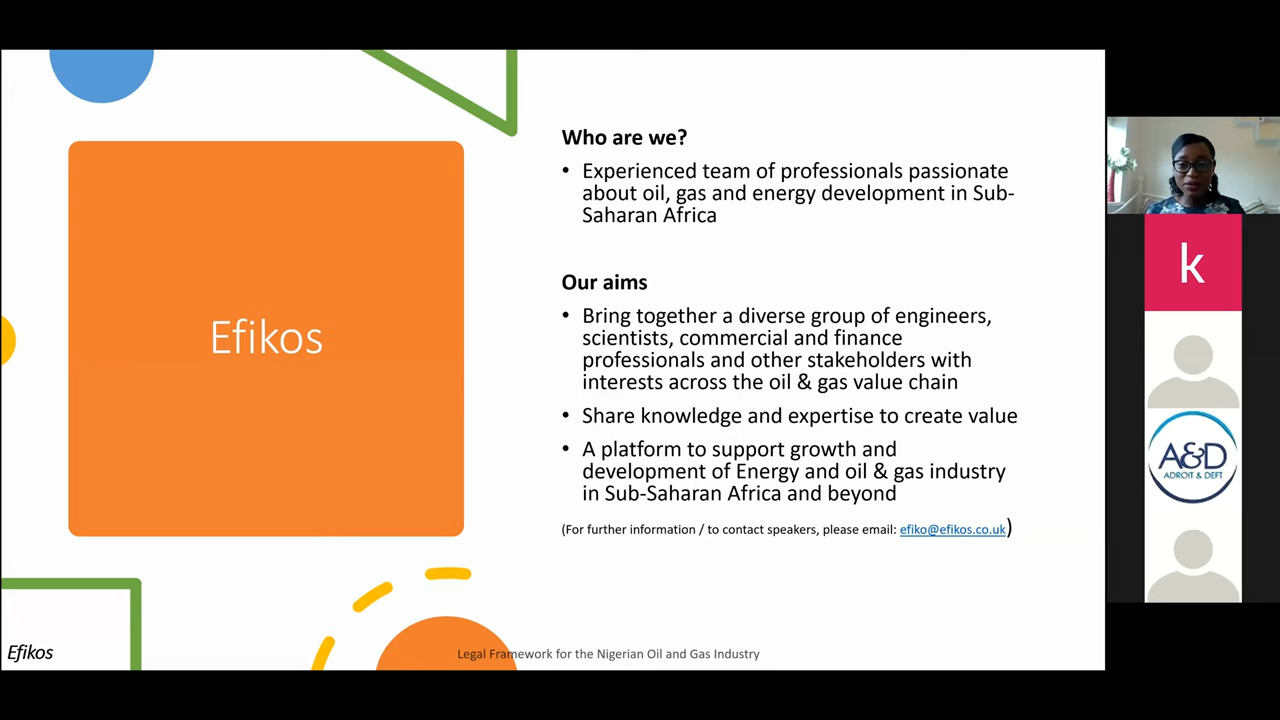 Efikos
Who are we?
• Experienced team of professionals passionate
about oil, gas and energy development in Sub-
Saharan Africa
Our aims
• Bring together a diverse group of engineers,
scientists, commercial and finance
professionals and other stakeholders with
interests across the oil & gas value chain
• Share knowledge and expertise to create value
• A platform to support growth and
development of Energy and oil & gas industry
in Sub-Saharan Africa and beyond
(For further information / to contact speakers, please email: efiko@efikos.co.uk)
Efikos
Legal Framework for the Nigerian Oil and Gas Industry
k
A&D
ADROIT & DEFT